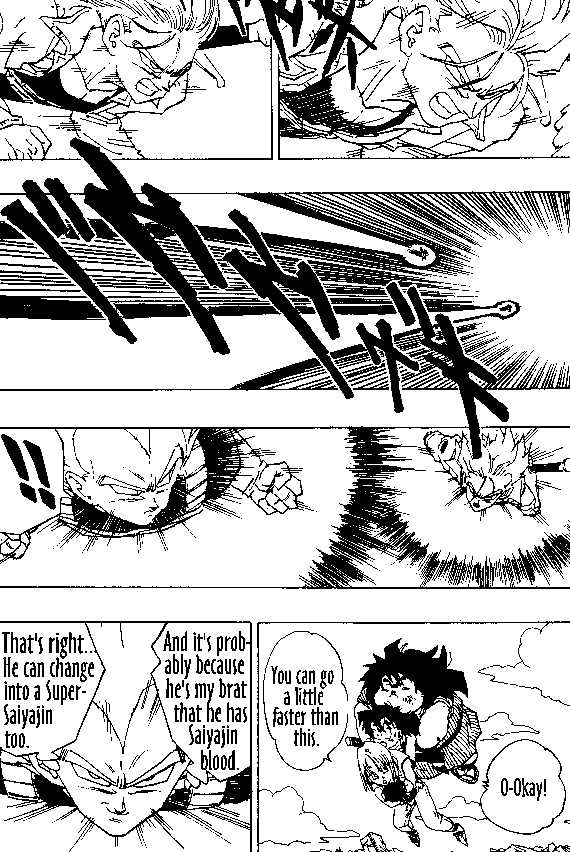 !!
That's right...
He can change
into a Super-
Saiyajin
too.
And it's prob-
ably because
he's my brat
that he has
Saiyajin
blood.
You can go
a little
faster than
this.
O-Okay!